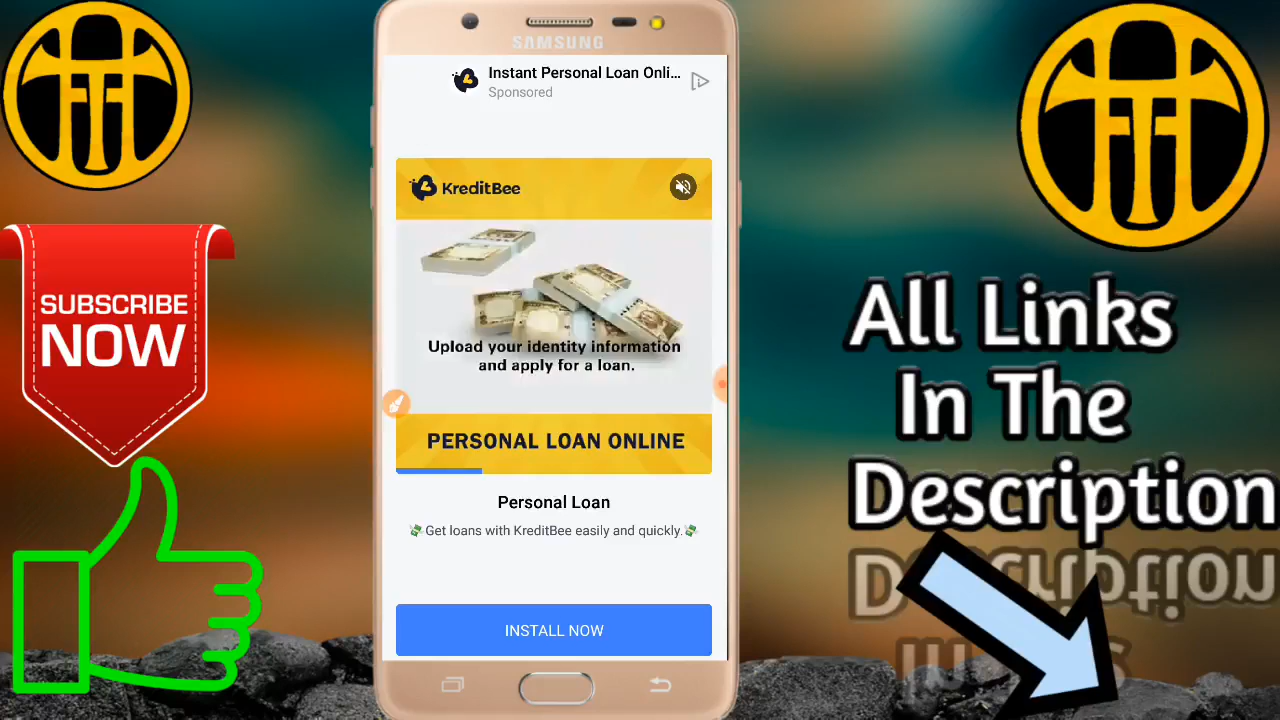 SAMSUNG
Instant Personal Loan Onli...
Sponsored
KreditBee
Upload your identity information
and apply for a loan.
PERSONAL LOAN ONLINE
Personal Loan
💸Get loans with KreditBee easily and quickly.💸
INSTALL NOW
SUBSCRIBE
NOW
All Links
In The
Description